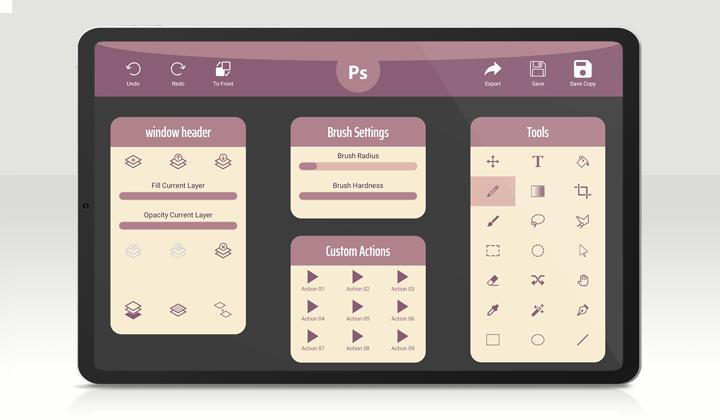 Undo
Redo
To Front
Ps
Export
Save
Save Copy
window header
Fill Current Layer
Opacity Current Layer
Brush Settings
Brush Radius
Brush Hardness
Custom Actions
Action 01
Action 02
Action 03
Action 04
Action 05
Action 06
Action 07
Action 08
Action 09
Tools
T